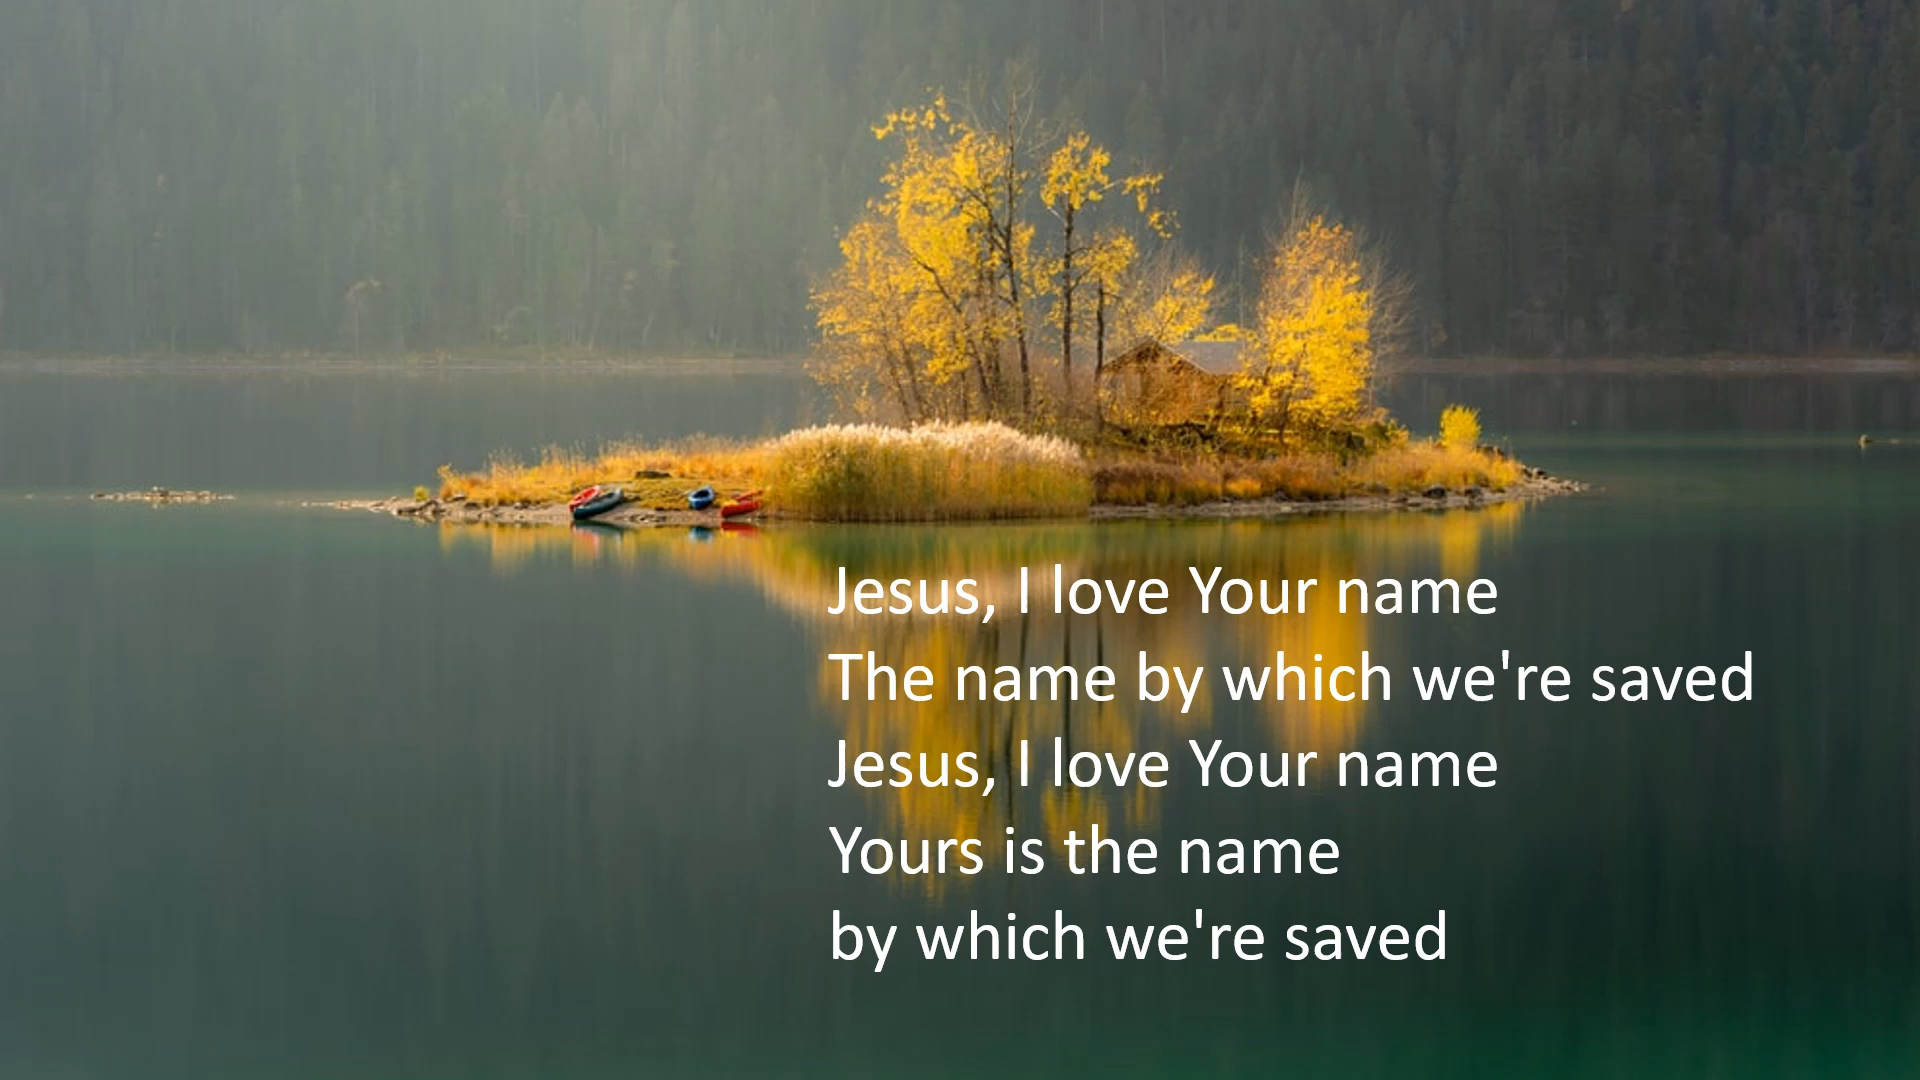 Jesus, I love Your name
The name by which we're saved
Jesus, I love Your name
Yours is the name
by which we're saved